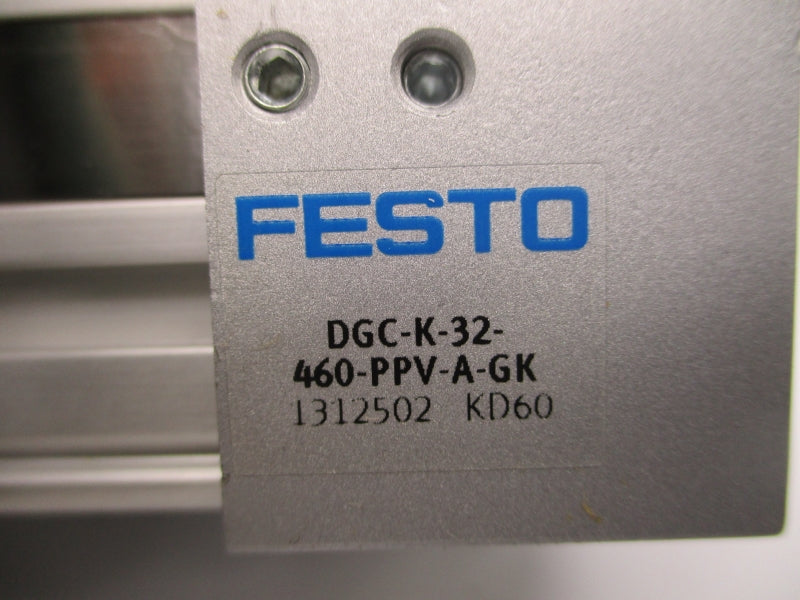 FESTO
DGC-K-32-
460-PPV-A-GK
1312502 KD60